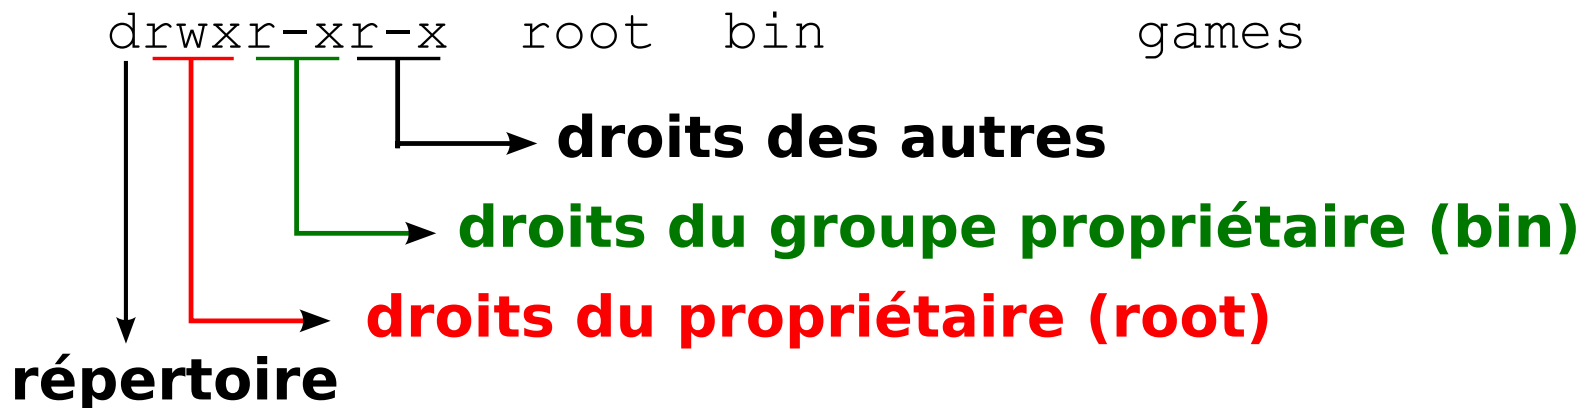 drwxr-xr-x root bin games
droits des autres
droits du groupe propriétaire (bin)
droits du propriétaire (root)
répertoire